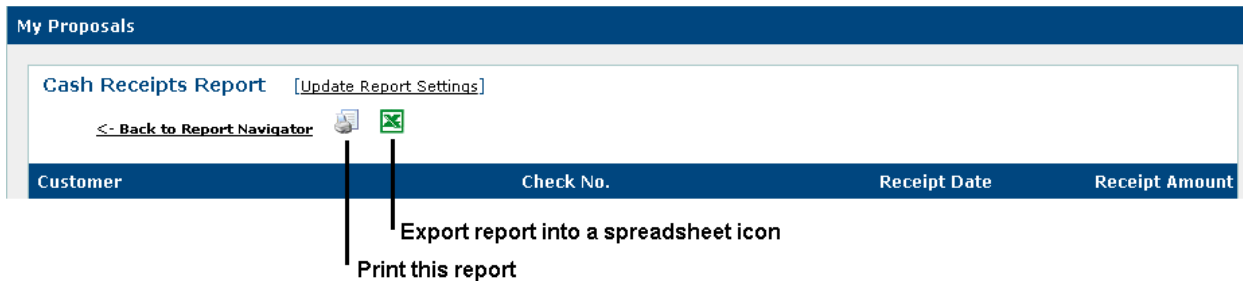 My Proposals
Cash Receipts Report [Update Report Settings]
<- Back to Report Navigator
Customer Check No. Receipt Date Receipt Amount
Export report into a spreadsheet icon
Print this report